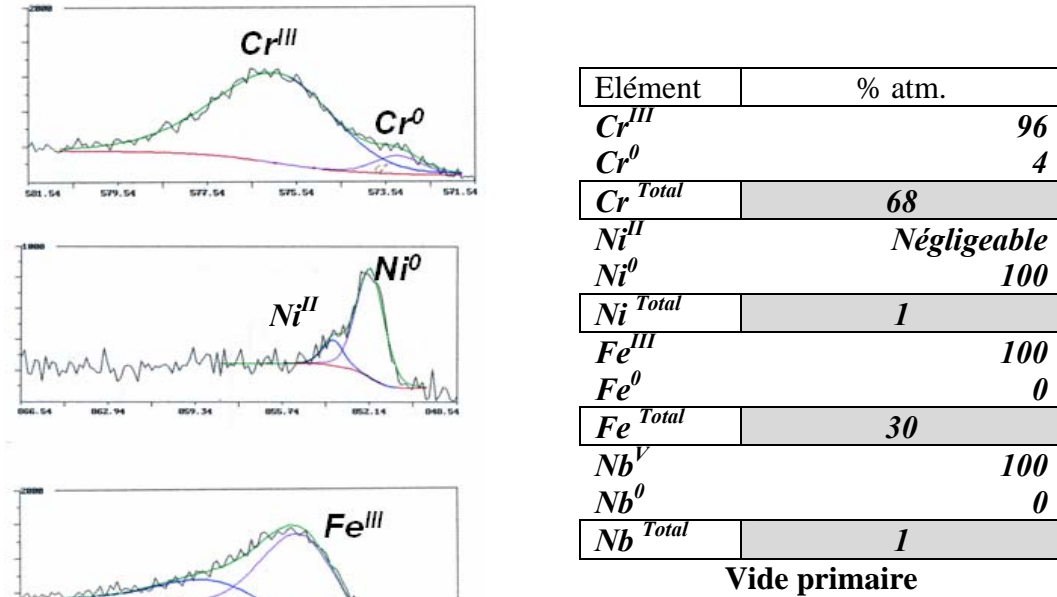 2000
Cr^III
Cr^0
581.54 579.54 577.54 575.54 573.54 571.54
1000
Ni^0
Ni^II
866.54 862.94 859.34 855.74 852.14 848.54
2000
Fe^III
Elément % atm.
Cr^III 96
Cr^0 4
Cr^Total 68
Ni^II Négligeable
Ni^0 100
Ni^Total 1
Fe^III 100
Fe^0 0
Fe^Total 30
Nb^V 100
Nb^0 0
Nb^Total 1
Vide primaire